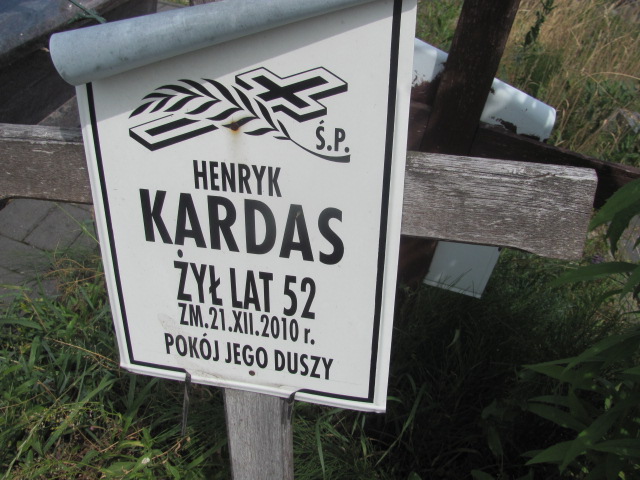 Ś.P.
HENRYK
KARDAS
ŻYŁ LAT 52
ZM.21.XII.2010 r.
POKÓJ JEGO DUSZY